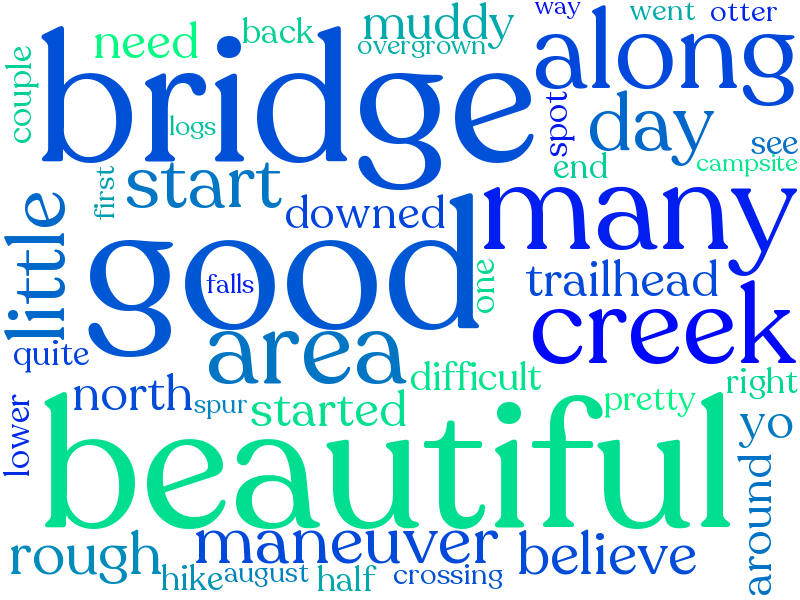 way
went
otter
muddy
back
need
overgrown
couple
bridge
along
logs
spot
day
see
end
campsite
first
start
downed
many
little
good
falls
one
trailhead
creek
area
quite
difficult
north
spur
started
pretty
right
lower
yo
beautiful
around
rough
maneuver
believe
hike
august
half
crossing